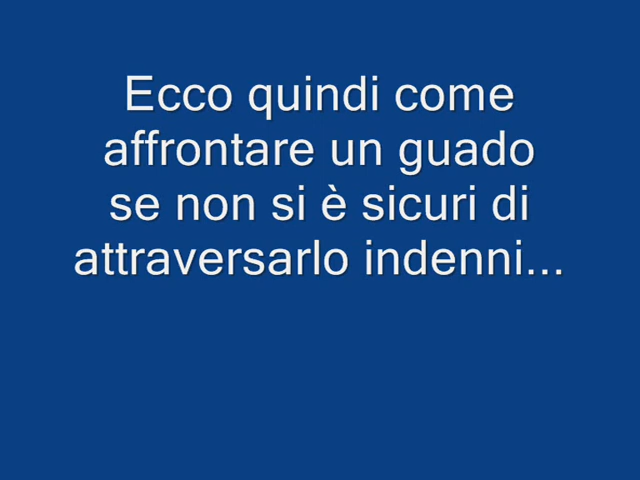 Ecco quindi come
affrontare un guado
se non si è sicuri di
attraversarlo indenni...